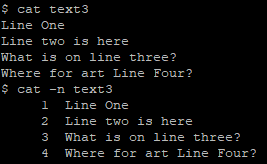 $ cat text3
Line One
Line two is here
What is on line three?
Where for art Line Four?
$ cat -n text3
     1  Line One
     2  Line two is here
     3  What is on line three?
     4  Where for art Line Four?